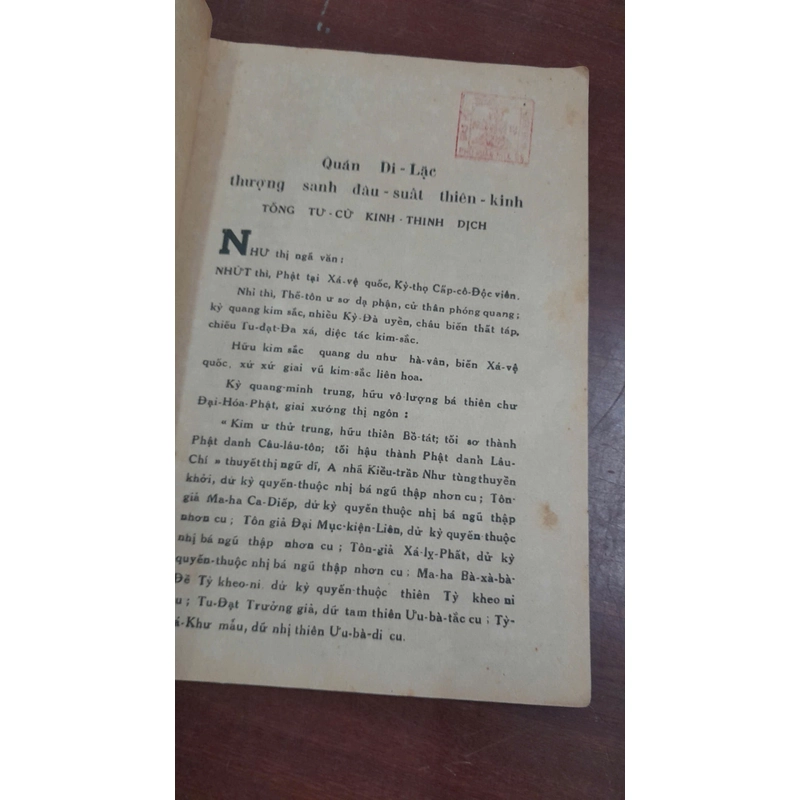 Quán Di-Lặc
thượng sanh đâu-suất thiên-kinh
TỐNG TƯ-CỪ KINH-THINH DỊCH
NHƯ thị ngã văn :
NHỨT thì, Phật tại Xá-vệ quốc, Kỳ-thọ Cấp-cô-Độc viên.
Nhĩ thì, Thế-tôn ư sơ dạ phận, cử thân phóng quang ;
kỳ quang kim sắc, nhiễu Kỳ-Đà uyển, châu biến thất táp,
chiếu Tu-đạt-Đa xá, diệc tác kim-sắc.
Hữu kim sắc quang du như hà-vân, biến Xá-vệ
quốc, xứ xứ giai vũ kim-sắc liên hoa.
Kỳ quang-minh trung, hữu vô-lượng bá thiên chư
Đại-Hóa-Phật, giai xướng thị ngôn :
« Kim ư thử trung, hữu thiên Bồ-tát; tối sơ thành
Phật danh Câu-lâu-tôn; tối hậu thành Phật danh Lâu-
Chí » thuyết thị ngữ dĩ, A nhã Kiều-trần Như tùng thuyền
khởi, dữ kỳ quyến-thuộc nhị bá ngũ thập nhơn cu ; Tôn-
giả Ma-ha Ca-Diếp, dữ kỳ quyến-thuộc nhị bá ngũ thập
nhơn cu ; Tôn giả Đại Mục-kiện-Liên, dữ kỳ quyến-thuộc
nhị bá ngũ thập nhơn cu ; Tôn-giả Xá-lỵ-Phất, dữ kỳ
quyến-thuộc nhị bá ngũ thập nhơn cu ; Ma-ha Bà-xà-bà-
Đề Tỳ kheo-ni. dữ kỳ quyến-thuộc thiên Tỳ kheo ni
u ; Tu-Đạt Trưởng giả, dữ tam thiên Ưu-bà-tắc cu ; Tỳ-
á-Khư mẫu, dữ nhị thiên Ưu-bà-di cu.